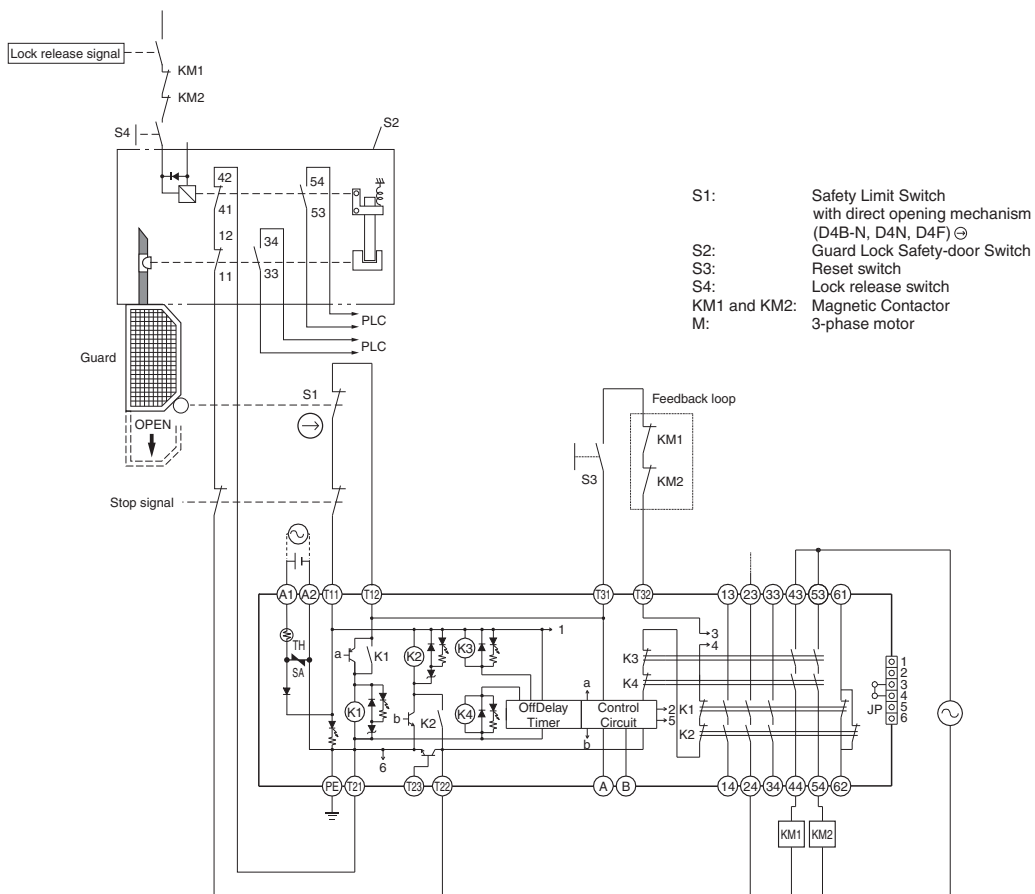 Lock release signal
KM1
KM2
S4
S2
42
54
41
53
12
34
11
33
PLC
PLC
Guard
OPEN
S1
Stop signal
S1: Safety Limit Switch
with direct opening mechanism
(D4B-N, D4N, D4F)
S2: Guard Lock Safety-door Switch
S3: Reset switch
S4: Lock release switch
KM1 and KM2: Magnetic Contactor
M: 3-phase motor
Feedback loop
KM1
S3
KM2
A1 A2 T11 T12 T31 T32 13 23 33 43 53 61
1
3
4
TH
SA
a
K1
K2
K3
K3
K4
a
K1
b
K2
K4
OffDelay
Timer
Control
Circuit
2
5
K1
K2
b
6
1
2
3
4
5
6
JP
PE T21 T23 T22 A B 14 24 34 44 54 62
KM1 KM2